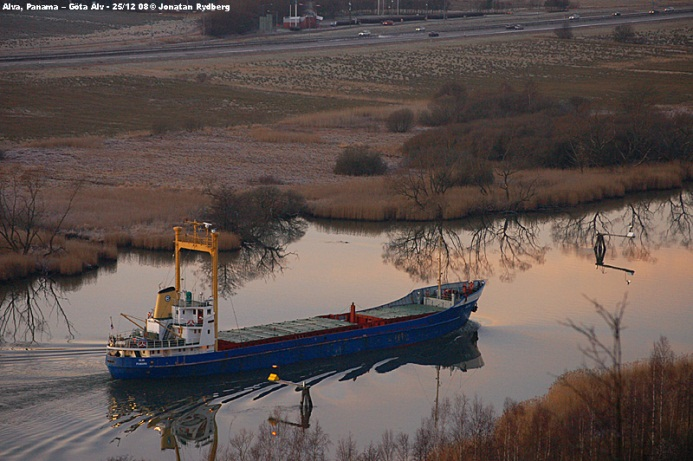 Alva, Panama – Göta Älv - 25/12 08 © Jonatan Rydberg